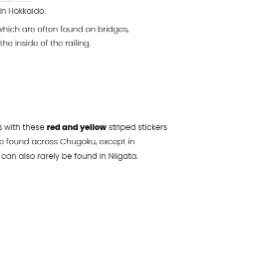 in Hokkaido.
which are often found on bridges,
the inside of the railing.
s with these red and yellow striped stickers
e found across Chugoku, except in
can also rarely be found in Niigata.